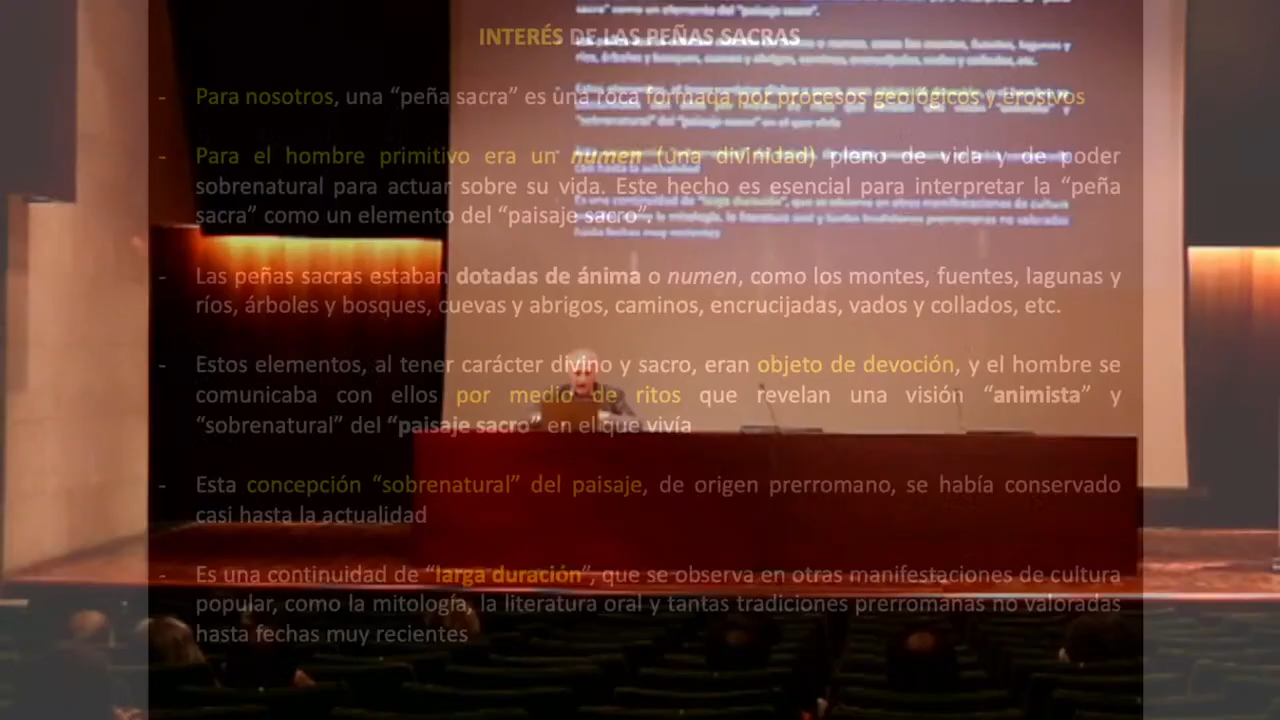 INTERÉS DE LAS PEÑAS SACRAS
- Para nosotros, una “peña sacra” es una roca formada por procesos geológicos y erosivos
- Para el hombre primitivo era un numen (una divinidad) pleno de vida y de poder
sobrenatural para actuar sobre su vida. Este hecho es esencial para interpretar la “peña
sacra” como un elemento del “paisaje sacro”.
- Las peñas sacras estaban dotadas de ánima o numen, como los montes, fuentes, lagunas y
ríos, árboles y bosques, cuevas y abrigos, caminos, encrucijadas, vados y collados, etc.
- Estos elementos, al tener carácter divino y sacro, eran objeto de devoción, y el hombre se
comunicaba con ellos por medio de ritos que revelan una visión “animista” y
“sobrenatural” del “paisaje sacro” en el que vivía
- Esta concepción “sobrenatural” del paisaje, de origen prerromano, se había conservado
casi hasta la actualidad
- Es una continuidad de “larga duración”, que se observa en otras manifestaciones de cultura
popular, como la mitología, la literatura oral y tantas tradiciones prerromanas no valoradas
hasta fechas muy recientes